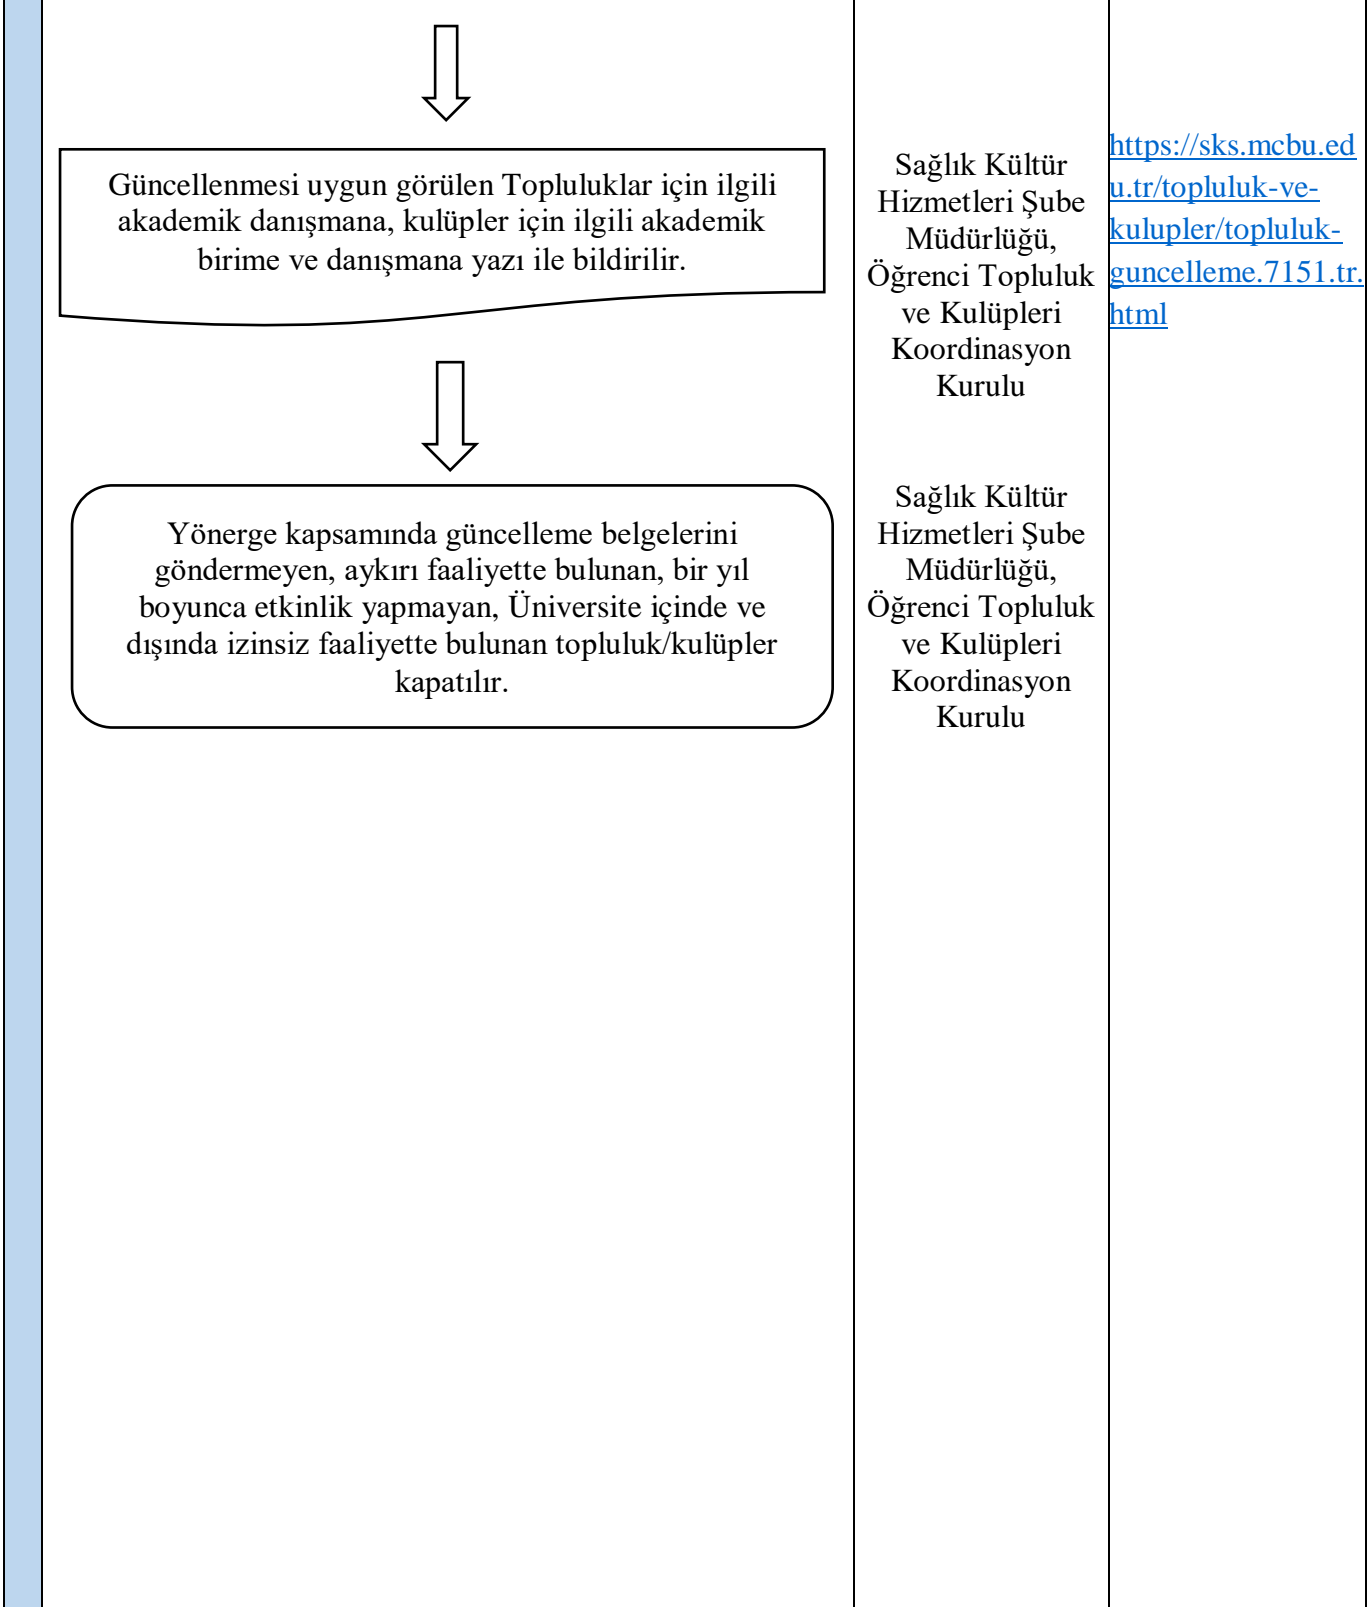 Güncellenmesi uygun görülen Topluluklar için ilgili
akademik danışmana, kulüpler için ilgili akademik
birime ve danışmana yazı ile bildirilir.
Sağlık Kültür
Hizmetleri Şube
Müdürlüğü,
Öğrenci Topluluk
ve Kulüpleri
Koordinasyon
Kurulu
https://sks.mcbu.ed
u.tr/topluluk-ve-
kulupler/topluluk-
guncelleme.7151.tr.
html
Yönerge kapsamında güncelleme belgelerini
göndermeyen, aykırı faaliyette bulunan, bir yıl
boyunca etkinlik yapmayan, Üniversite içinde ve
dışında izinsiz faaliyette bulunan topluluk/kulüpler
kapatılır.
Sağlık Kültür
Hizmetleri Şube
Müdürlüğü,
Öğrenci Topluluk
ve Kulüpleri
Koordinasyon
Kurulu